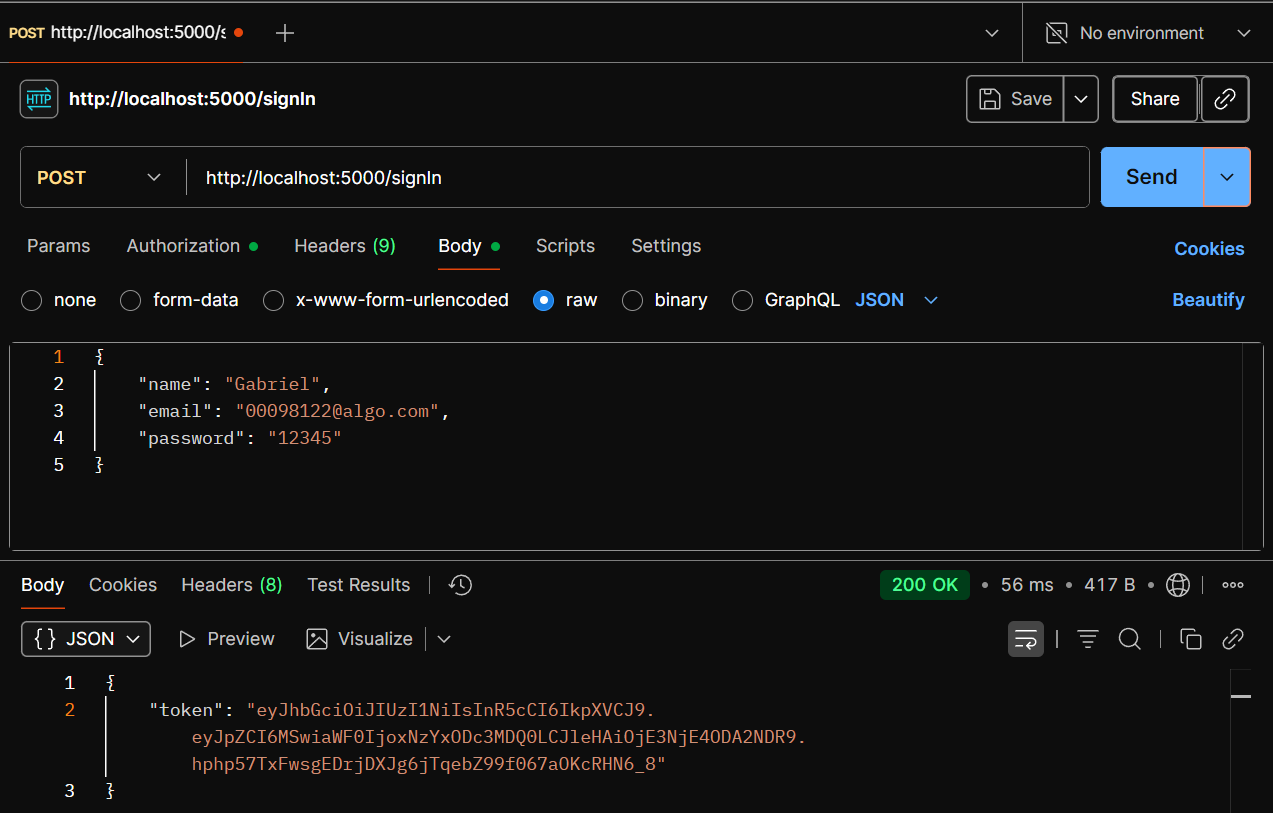 POST http://localhost:5000/s
No environment
HTTP http://localhost:5000/signIn
Save
Share
POST http://localhost:5000/signIn
Send
Params Authorization Headers (9) Body Scripts Settings Cookies
none form-data x-www-form-urlencoded raw binary GraphQL JSON Beautify
1 {
2 "name": "Gabriel",
3 "email": "00098122@algo.com",
4 "password": "12345"
5 }
Body Cookies Headers (8) Test Results 200 OK • 56 ms • 417 B •
{} JSON Preview Visualize
1 {
2 "token": "eyJhbGciOiJIUzI1NiIsInR5cCI6IkpXVCJ9.
eyJpZCI6MSwiaWF0IjoxNzYxODc3MDQ0LCJleHAiOjE3NjE4ODA2NDR9.
hphp57TxFwsgEDrjDXJg6jTqebZ99f067aOKcRHN6_8"
3 }